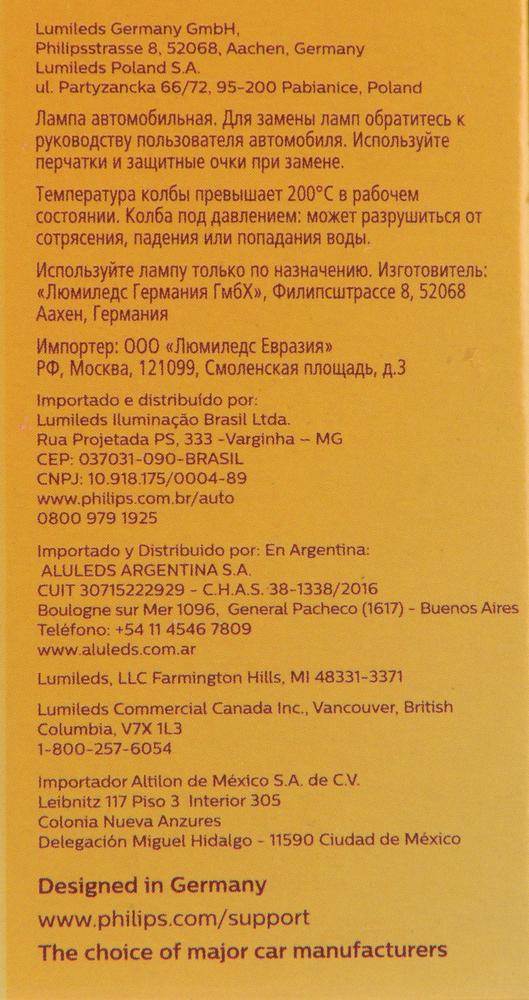 Lumileds Germany GmbH,
Philipsstrasse 8, 52068, Aachen, Germany
Lumileds Poland S.A.
ul. Partyzancka 66/72, 95-200 Pabianice, Poland
Лампа автомобильная. Для замены ламп обратитесь к
руководству пользователя автомобиля. Используйте
перчатки и защитные очки при замене.
Температура колбы превышает 200°C в рабочем
состоянии. Колба под давлением: может разрушиться от
сотрясения, падения или попадания воды.
Используйте лампу только по назначению. Изготовитель:
«Люмиледс Германия ГмбХ», Филипсштрассе 8, 52068
Аахен, Германия
Импортер: ООО «Люмиледс Евразия»
РФ, Москва, 121099, Смоленская площадь, д.3
Importado e distribuído por:
Lumileds Iluminação Brasil Ltda.
Rua Projetada PS, 333 -Varginha – MG
CEP: 037031-090-BRASIL
CNPJ: 10.918.175/0004-89
www.philips.com.br/auto
0800 979 1925
Importado y Distribuido por: En Argentina:
ALULEDS ARGENTINA S.A.
CUIT 30715222929 - C.H.A.S. 38-1338/2016
Boulogne sur Mer 1096, General Pacheco (1617) - Buenos Aires
Teléfono: +54 11 4546 7809
www.aluleds.com.ar
Lumileds, LLC Farmington Hills, MI 48331-3371
Lumileds Commercial Canada Inc., Vancouver, British
Columbia, V7X 1L3
1-800-257-6054
Importador Altilon de México S.A. de C.V.
Leibnitz 117 Piso 3 Interior 305
Colonia Nueva Anzures
Delegación Miguel Hidalgo - 11590 Ciudad de México
Designed in Germany
www.philips.com/support
The choice of major car manufacturers